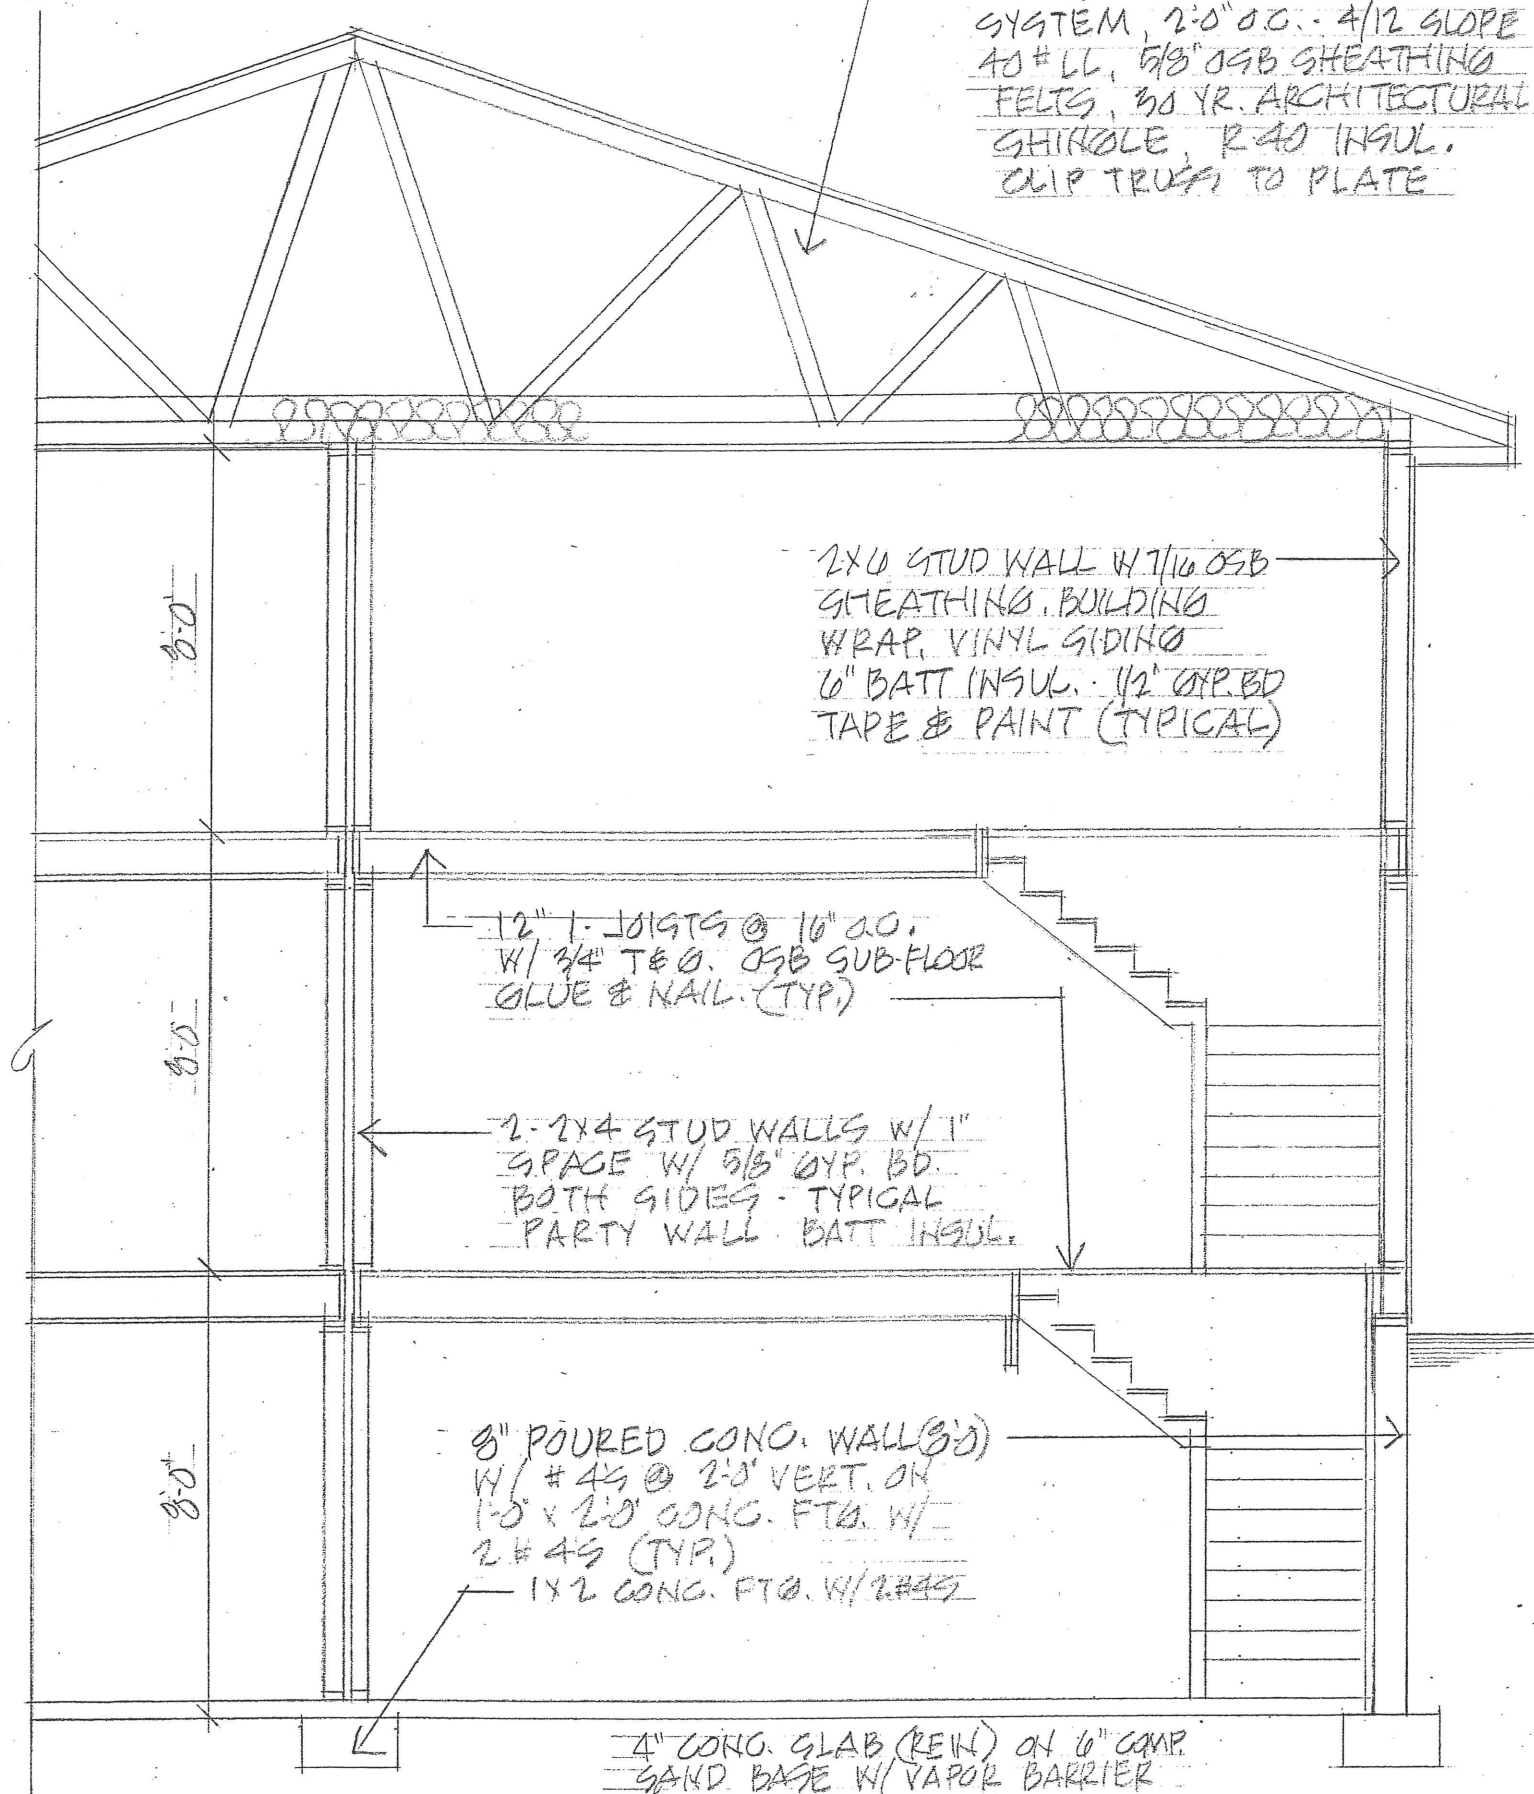 SYSTEM, 2'-0" O.C. - 4/12 SLOPE
40# LL, 5/8" OSB SHEATHING
FELTS, 30 YR. ARCHITECTURAL
SHINGLE, R-40 INSUL.
CLIP TRUSS TO PLATE
8'-0"
2X6 STUD WALL W 7/16 OSB
SHEATHING. BUILDING
WRAP, VINYL SIDING
6" BATT INSUL. - 1/2" GYP. BD
TAPE & PAINT (TYPICAL)
12" I-JOISTS @ 16" O.C.
W/ 3/4" T&G. OSB SUB-FLOOR
GLUE & NAIL. (TYP.)
8'-0"
2-2X4 STUD WALLS W/ 1"
SPACE W/ 5/8" GYP. BD.
BOTH SIDES - TYPICAL
PARTY WALL BATT INSUL.
8'-0"
8" POURED CONC. WALL (8'-0)
W/ #4'S @ 2'-0" VERT. ON
1'-0" X 2'-0" CONC. FTG. W/
2 #4S (TYP.)
1X2 CONC. FTG. W/ 2#4S
4" CONC. SLAB (REIN) ON 6" COMP.
SAND BASE W/ VAPOR BARRIER